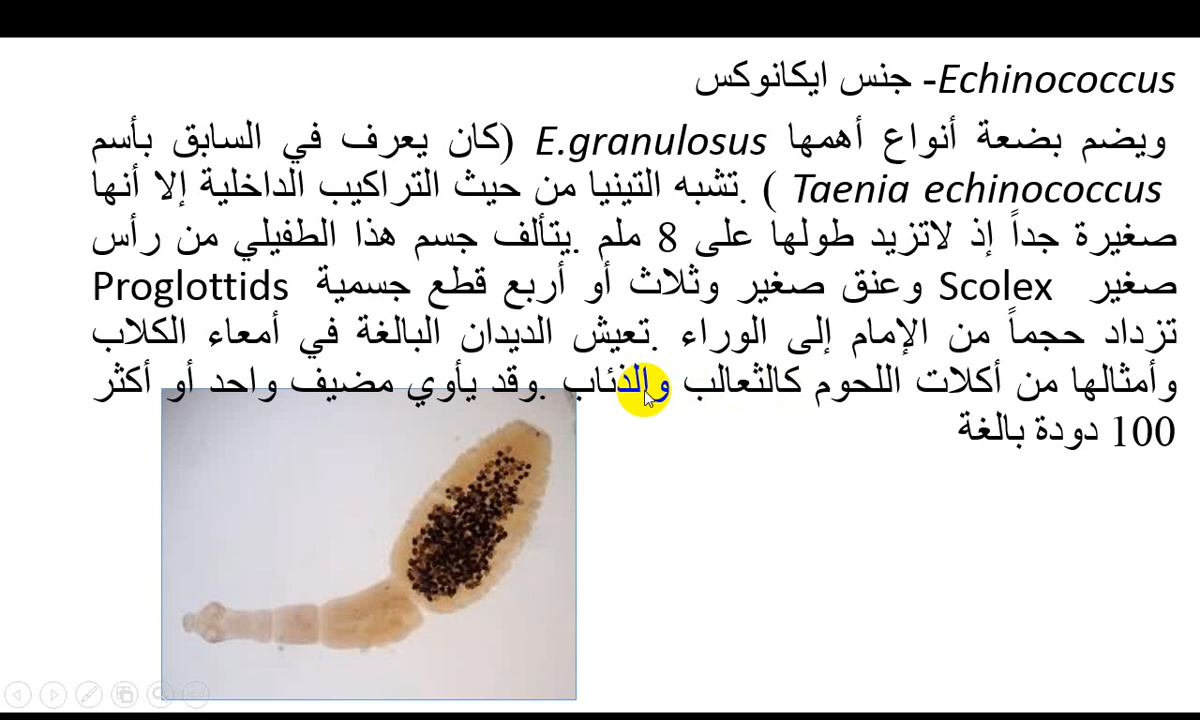 Echinococcus- جنس ايكانوكس
ويضم بضعة أنواع أهمها E.granulosus (كان يعرف في السابق بأسم
Taenia echinococcus ) .تشبه التينيا من حيث التراكيب الداخلية إلا أنها
صغيرة جداً إذ لاتزيد طولها على 8 ملم .يتألف جسم هذا الطفيلي من رأس
صغير Scolex وعنق صغير وثلاث أو أربع قطع جسمية Proglottids
تزداد حجماً من الإمام إلى الوراء .تعيش الديدان البالغة في أمعاء الكلاب
وأمثالها من أكلات اللحوم كالثعالب والذئاب .وقد يأوي مضيف واحد أو أكثر
100 دودة بالغة